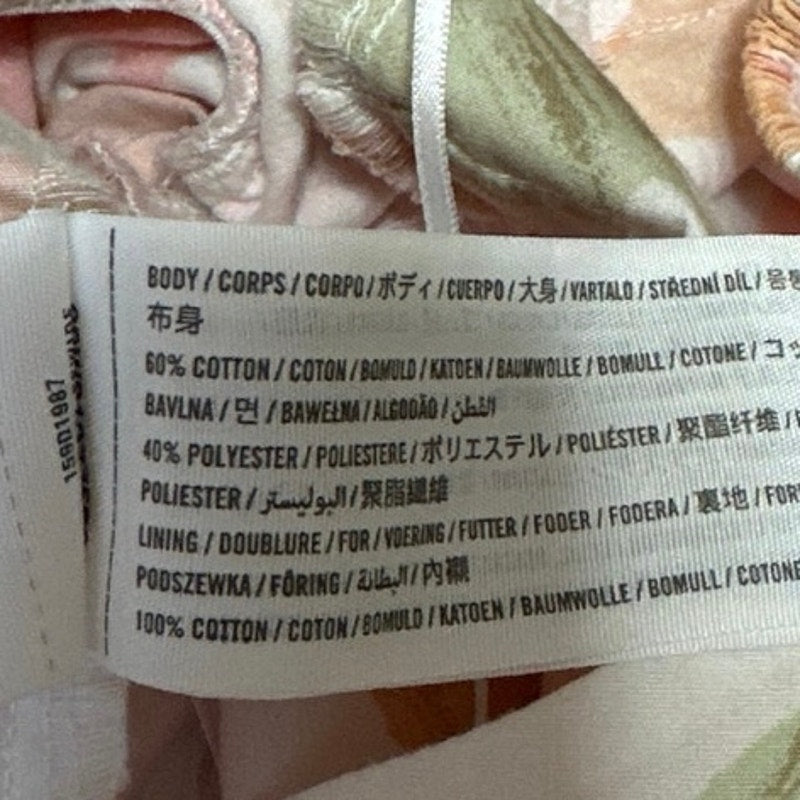 BODY / CORPS / CORPO / ボディ / CUERPO / 大身 / VARTALO / STŘEDNÍ DÍL /
布身
60% COTTON / COTON / BOMULD / KATOEN / BAUMWOLLE / BOMULL / COTONE /
BAVLNA / 면 / BAWEŁNA / ALGODÃO / القطن
40% POLYESTER / POLIESTERE / ポリエステル / POLIÉSTER / 聚酯纤维 /
POLIESTER / البوليستر / 聚脂纖維
LINING / DOUBLURE / FOR / VOERING / FUTTER / FODER / FODERA / 裏地 /
PODSZEWKA / FÔRING / البطانة / 內襯
100% COTTON / COTON / BOMULD / KATOEN / BAUMWOLLE / BOMULL / COTONE